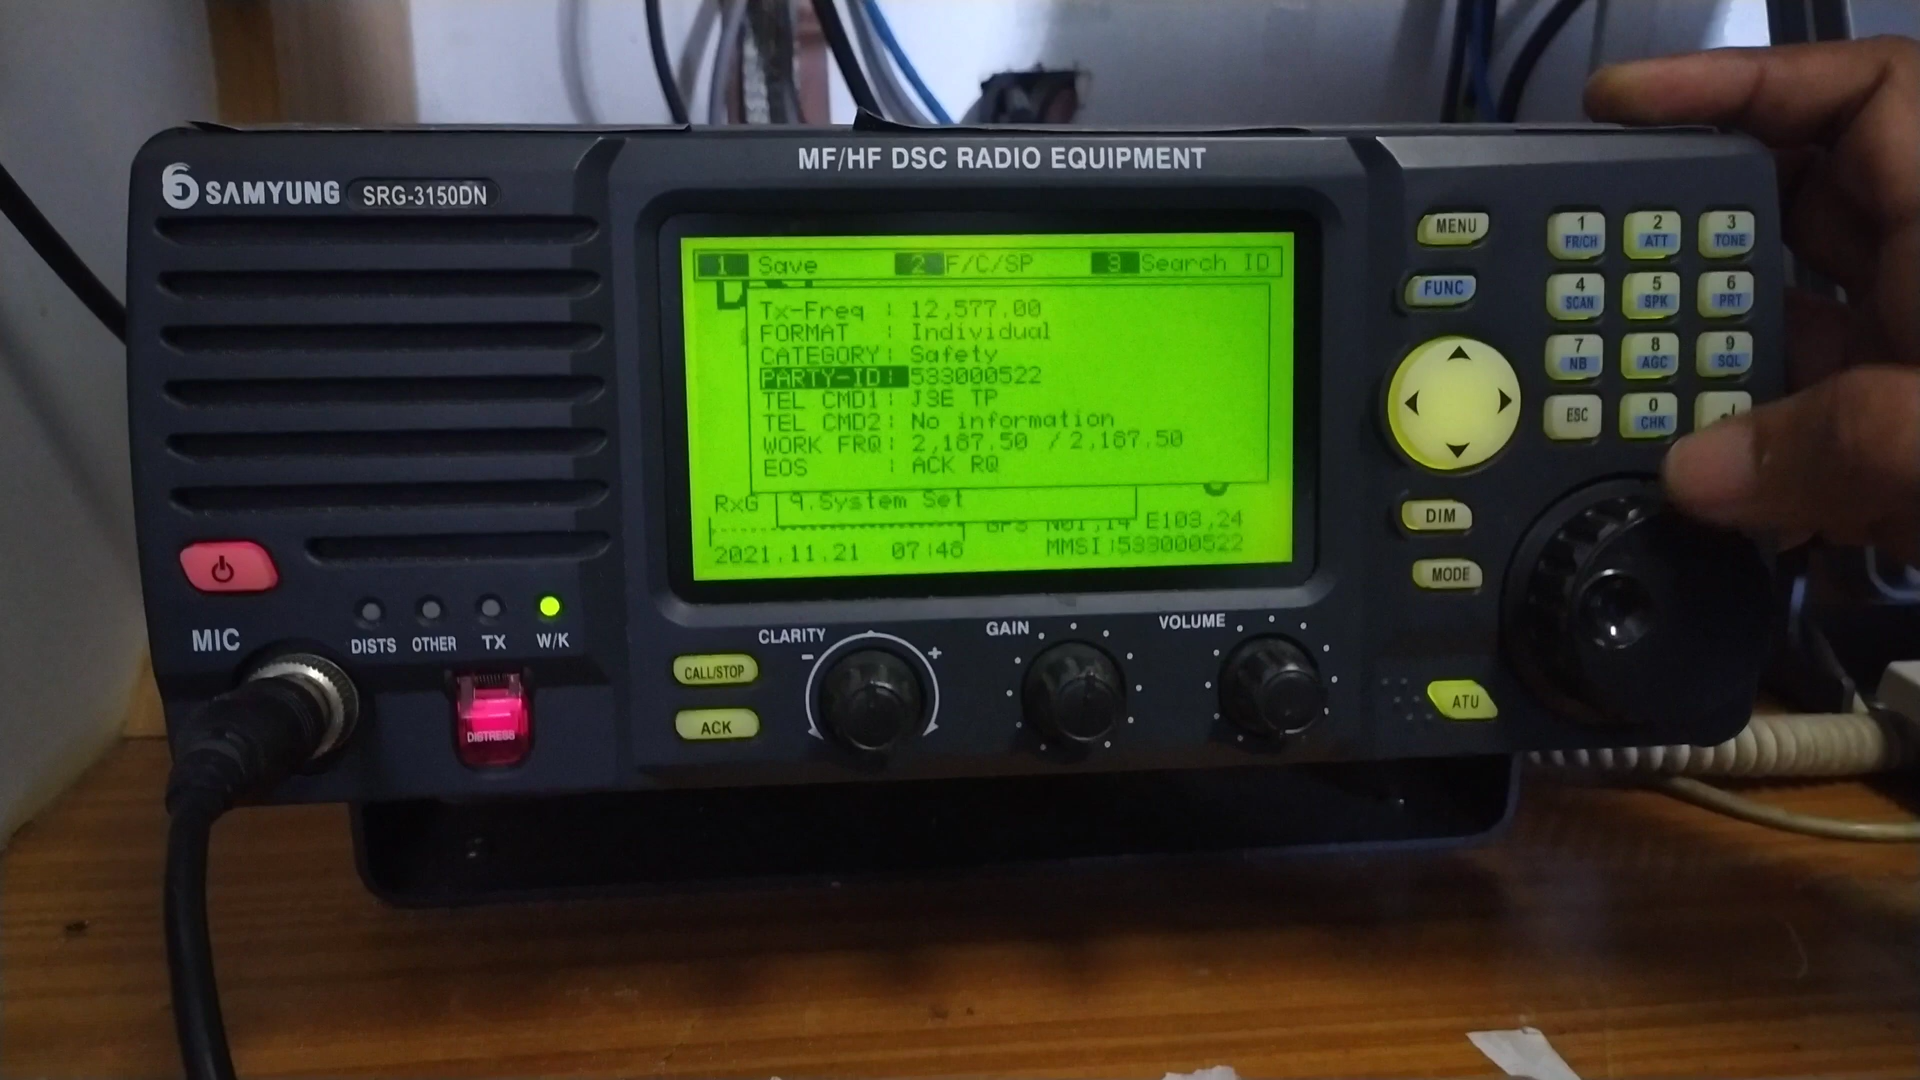 MF/HF DSC RADIO EQUIPMENT
SAMYUNG SRG-3150DN
1 Save 2 F/C/SP 3 Search ID
Tx-Freq : 12,577.00
FORMAT : Individual
CATEGORY: Safety
PARTY-ID: 533000522
TEL CMD1: J3E TP
TEL CMD2: No information
WORK FRQ: 2,187.50 / 2,187.50
EOS : ACK RQ
RxG 9.System Set
GPS N01,14 E103,24
2021.11.21 07:48 MMSI:533000522
MENU
FUNC
1 FR/CH
2 ATT
3 TONE
4 SCAN
5 SPK
6 PRT
7 NB
8 AGC
9 SQL
ESC
0 CHK
DIM
MODE
ATU
MIC
DISTS OTHER TX W/K
DISTRESS
CALL/STOP
ACK
CLARITY
- +
GAIN
VOLUME